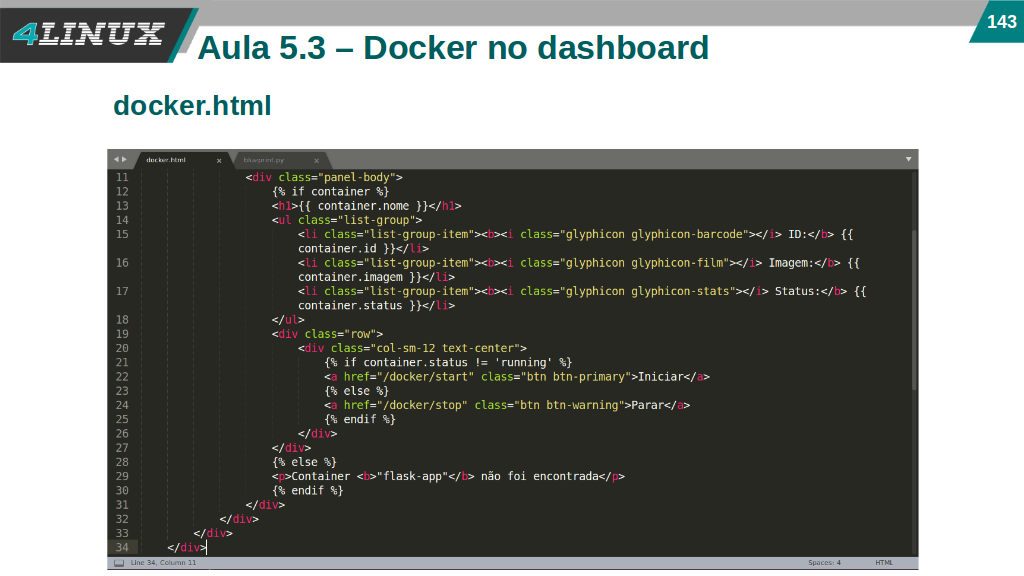 4LINUX
143
Aula 5.3 – Docker no dashboard
docker.html
docker.html × blueprint.py ×
11 <div class="panel-body">
12 {% if container %}
13 <h1>{{ container.nome }}</h1>
14 <ul class="list-group">
15 <li class="list-group-item"><b><i class="glyphicon glyphicon-barcode"></i> ID:</b> {{
container.id }}</li>
16 <li class="list-group-item"><b><i class="glyphicon glyphicon-film"></i> Imagem:</b> {{
container.imagem }}</li>
17 <li class="list-group-item"><b><i class="glyphicon glyphicon-stats"></i> Status:</b> {{
container.status }}</li>
18 </ul>
19 <div class="row">
20 <div class="col-sm-12 text-center">
21 {% if container.status != 'running' %}
22 <a href="/docker/start" class="btn btn-primary">Iniciar</a>
23 {% else %}
24 <a href="/docker/stop" class="btn btn-warning">Parar</a>
25 {% endif %}
26 </div>
27 </div>
28 {% else %}
29 <p>Container <b>"flask-app"</b> não foi encontrada</p>
30 {% endif %}
31 </div>
32 </div>
33 </div>
34 </div>
Line 34, Column 11 Spaces: 4 HTML